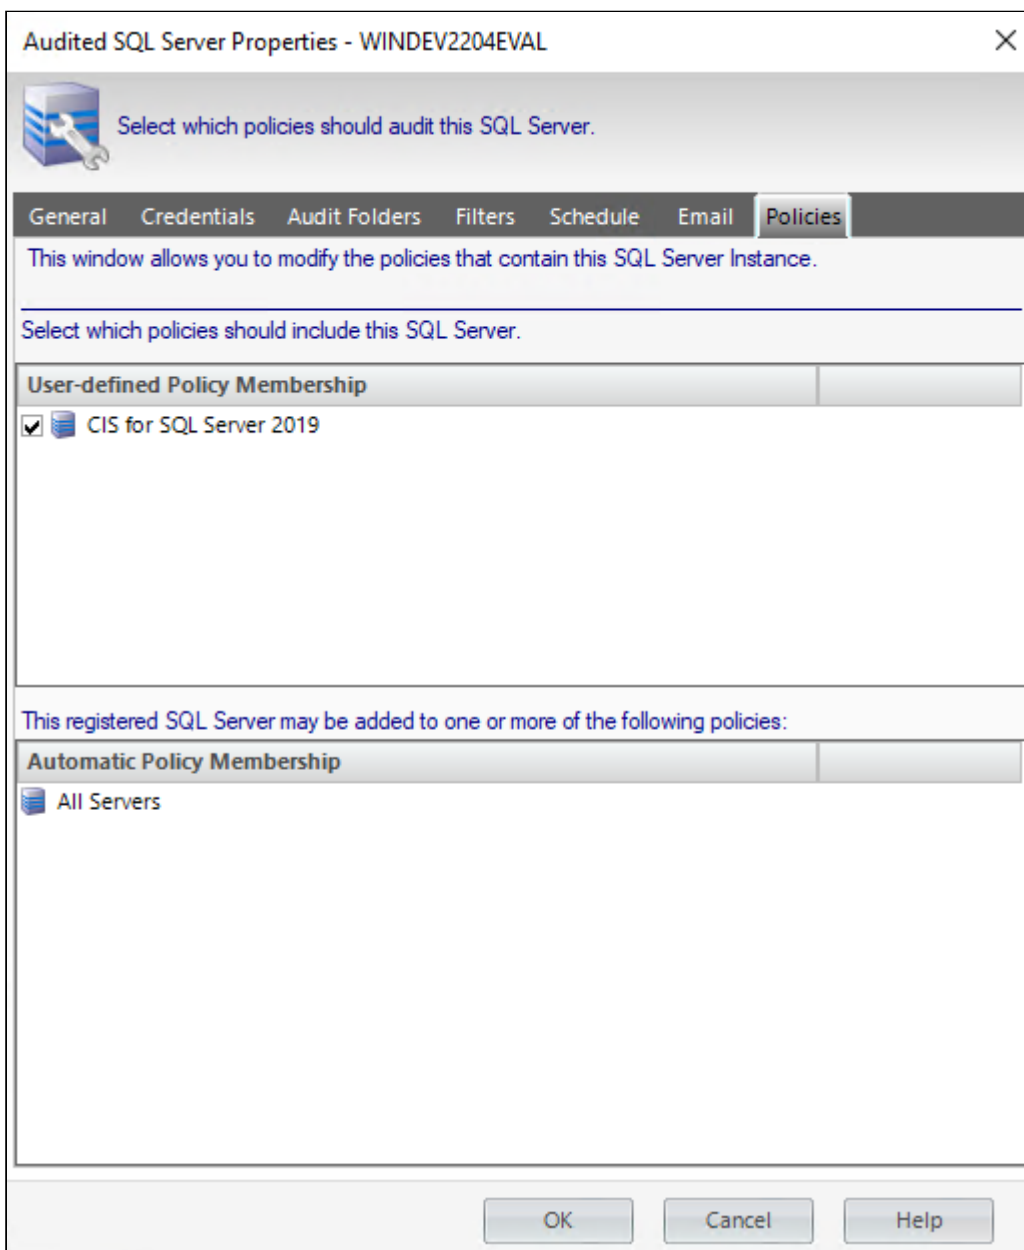 Audited SQL Server Properties - WINDEV2204EVAL
Select which policies should audit this SQL Server.
General Credentials Audit Folders Filters Schedule Email Policies
This window allows you to modify the policies that contain this SQL Server Instance.
Select which policies should include this SQL Server.
User-defined Policy Membership
CIS for SQL Server 2019
This registered SQL Server may be added to one or more of the following policies:
Automatic Policy Membership
All Servers
OK Cancel Help